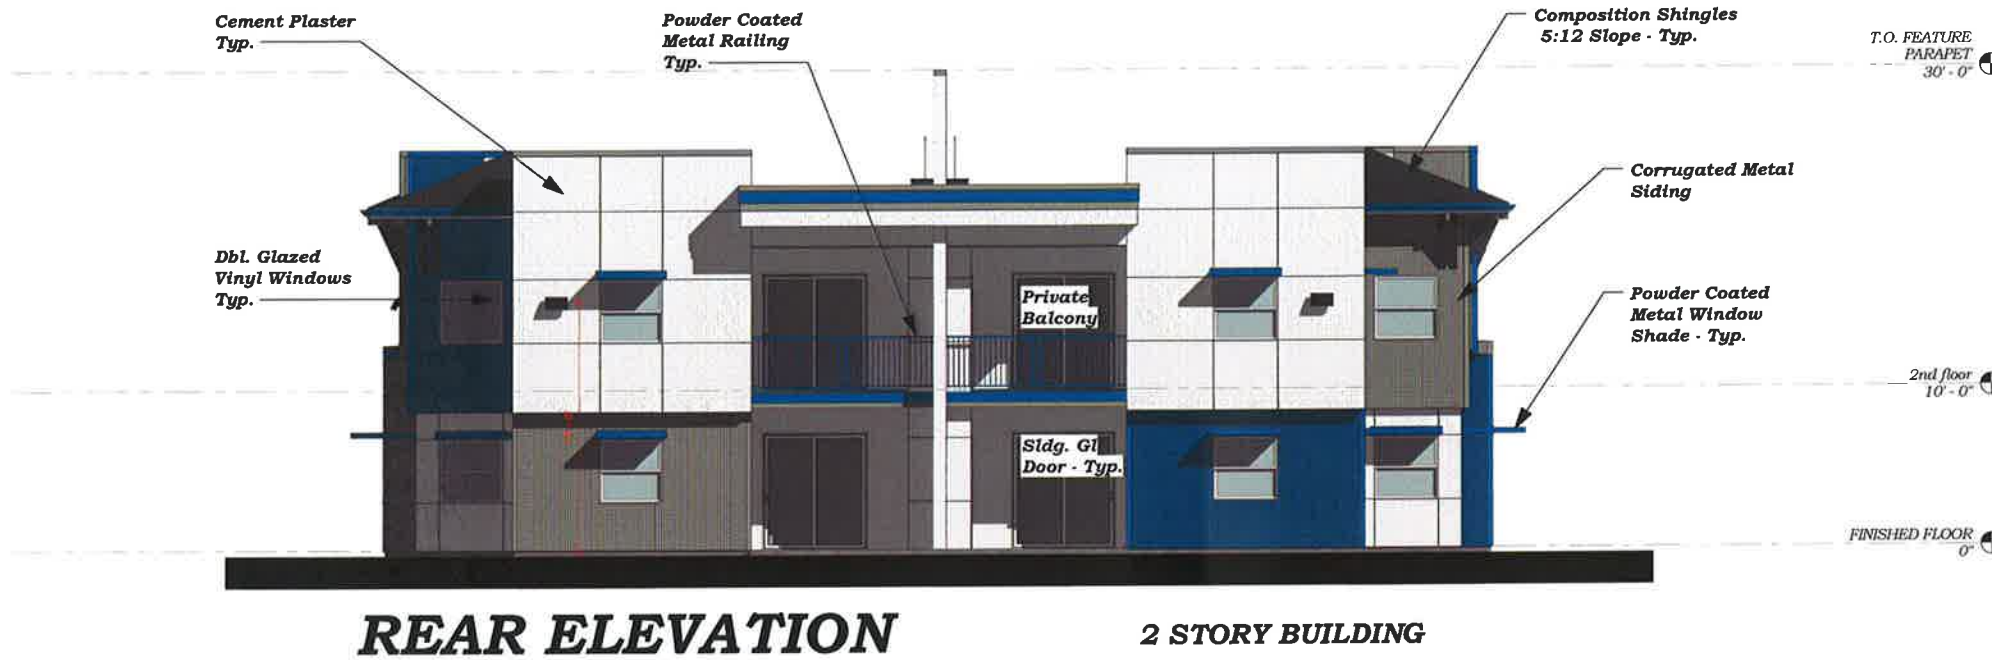 Cement Plaster
Typ.
Powder Coated
Metal Railing
Typ.
Composition Shingles
5:12 Slope - Typ.
T.O. FEATURE
PARAPET
30' - 0"
Corrugated Metal
Siding
Dbl. Glazed
Vinyl Windows
Typ.
Private
Balcony
Powder Coated
Metal Window
Shade - Typ.
2nd floor
10' - 0"
Sldg. Gl
Door - Typ.
FINISHED FLOOR
0"
REAR ELEVATION
2 STORY BUILDING